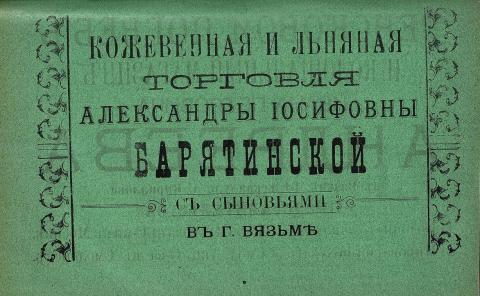 КОЖЕВЕННАЯ И ЛЬНЯНАЯ
ТОРГОВЛЯ
АЛЕКСАНДРЫ ІОСИФОВНЫ
БАРЯТИНСКОЙ
СЪ СЫНОВЬЯМИ
ВЪ Г. ВЯЗЬМѢ